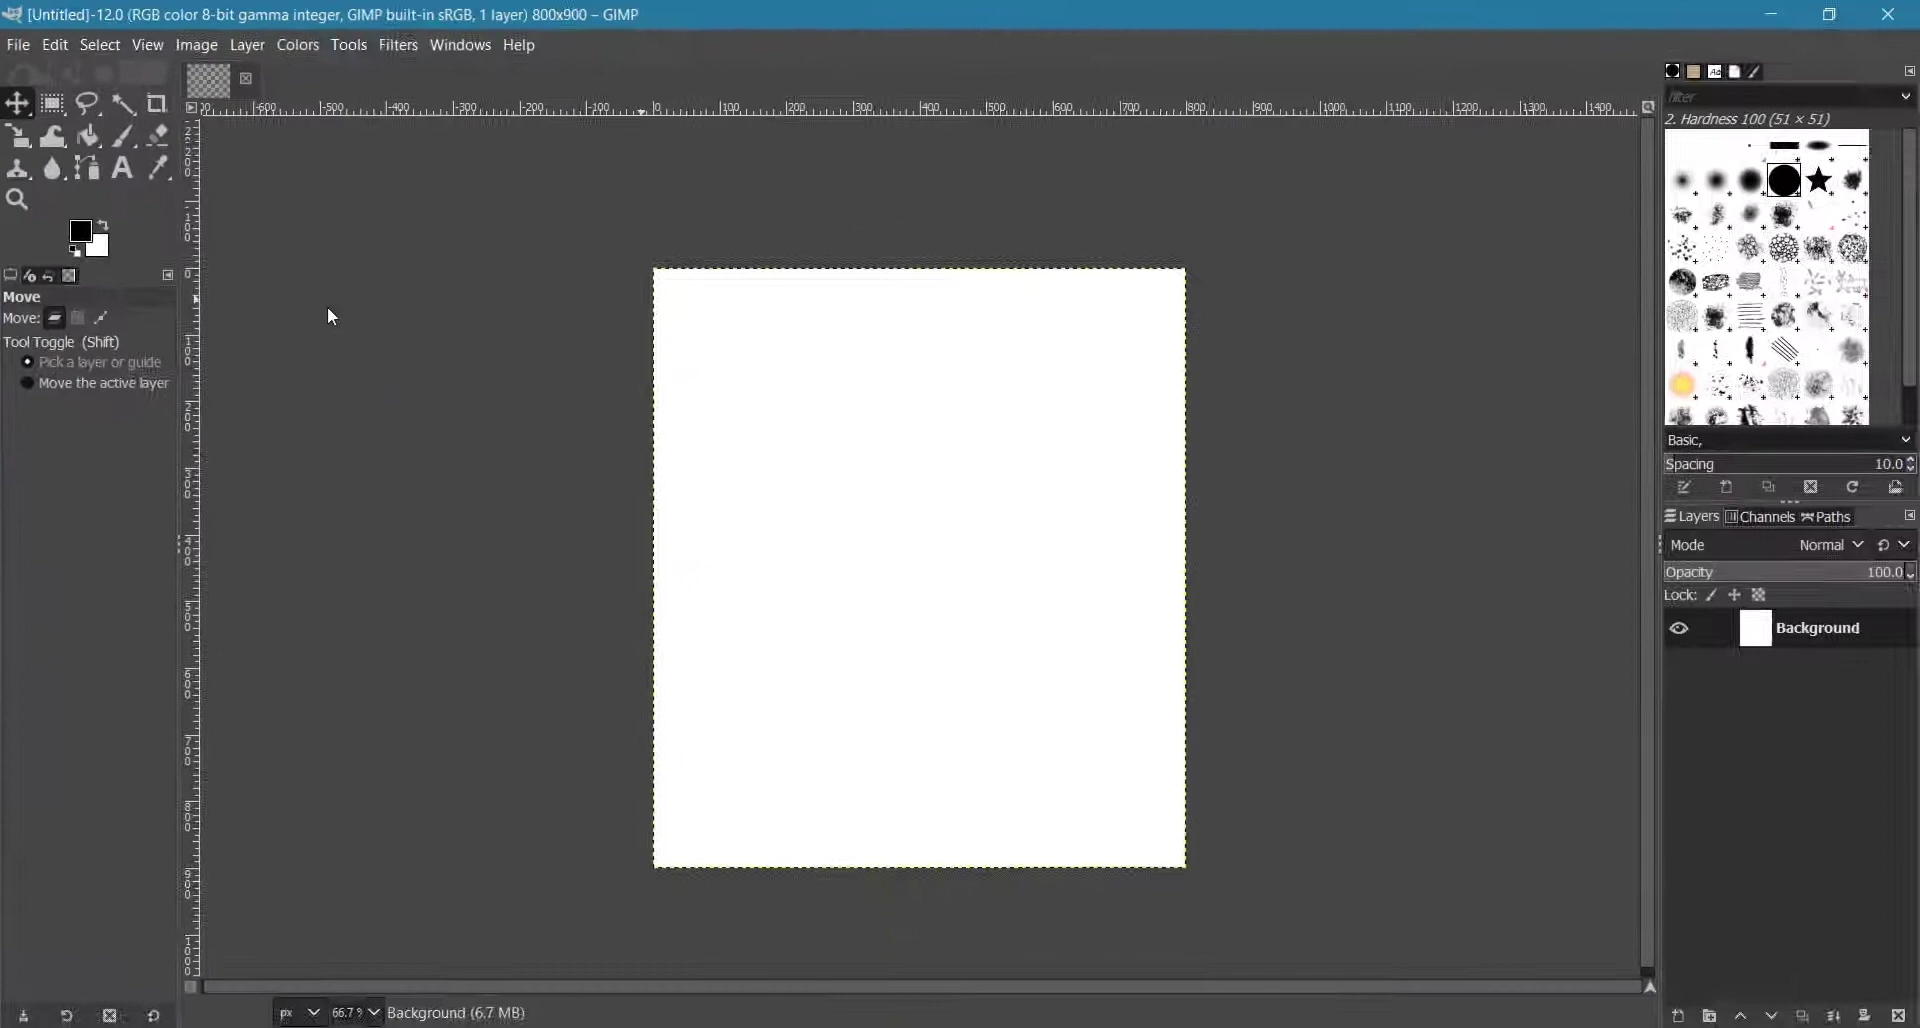 [Untitled]-12.0 (RGB color 8-bit gamma integer, GIMP built-in sRGB, 1 layer) 800x900 – GIMP
File Edit Select View Image Layer Colors Tools Filters Windows Help
-600 -500 -400 -300 -200 -100 0 100 200 300 400 500 600 700 800 900 1000 1100 1200 1300 1400
filter
2. Hardness 100 (51 × 51)
Move
Move:
Tool Toggle (Shift)
Pick a layer or guide
Move the active layer
Basic,
Spacing 10.0
Layers Channels Paths
Mode Normal
Opacity 100.0
Lock:
Background
px 66.7 % Background (6.7 MB)